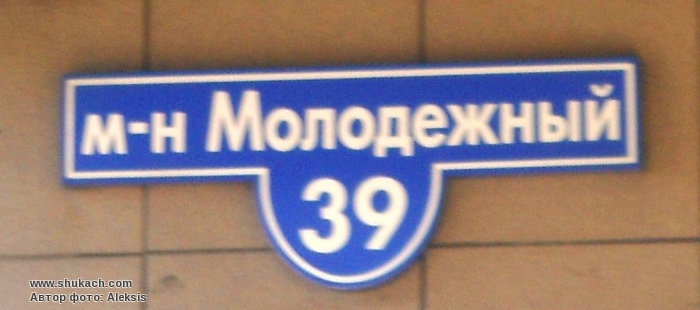 м-н Молодежный
39
www.shukach.com
Автор фото: Aleksis